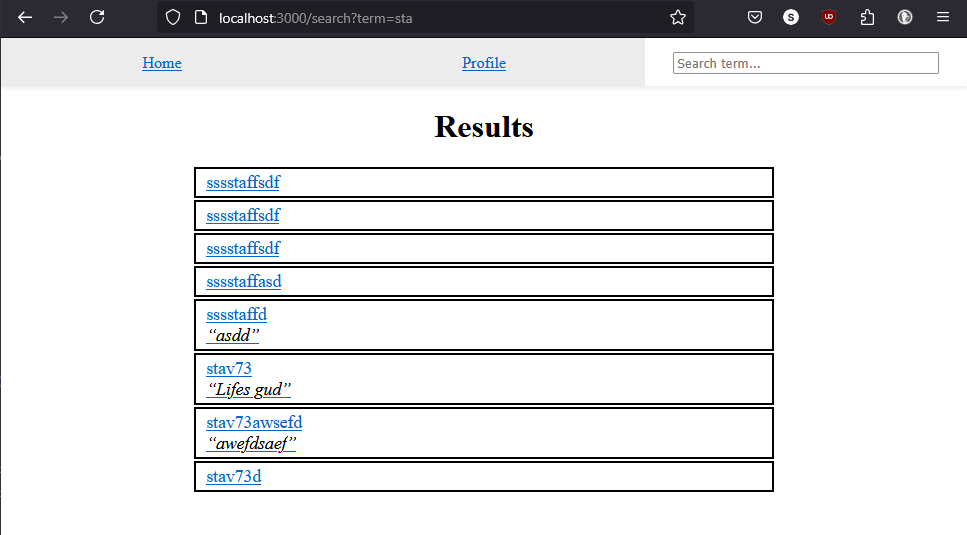 localhost:3000/search?term=sta
S
UD
Home
Profile
Search term...
Results
sssstaffsdf
sssstaffsdf
sssstaffsdf
sssstaffasd
sssstaffd
“asdd”
stav73
“Lifes gud”
stav73awsefd
“awefdsaef”
stav73d